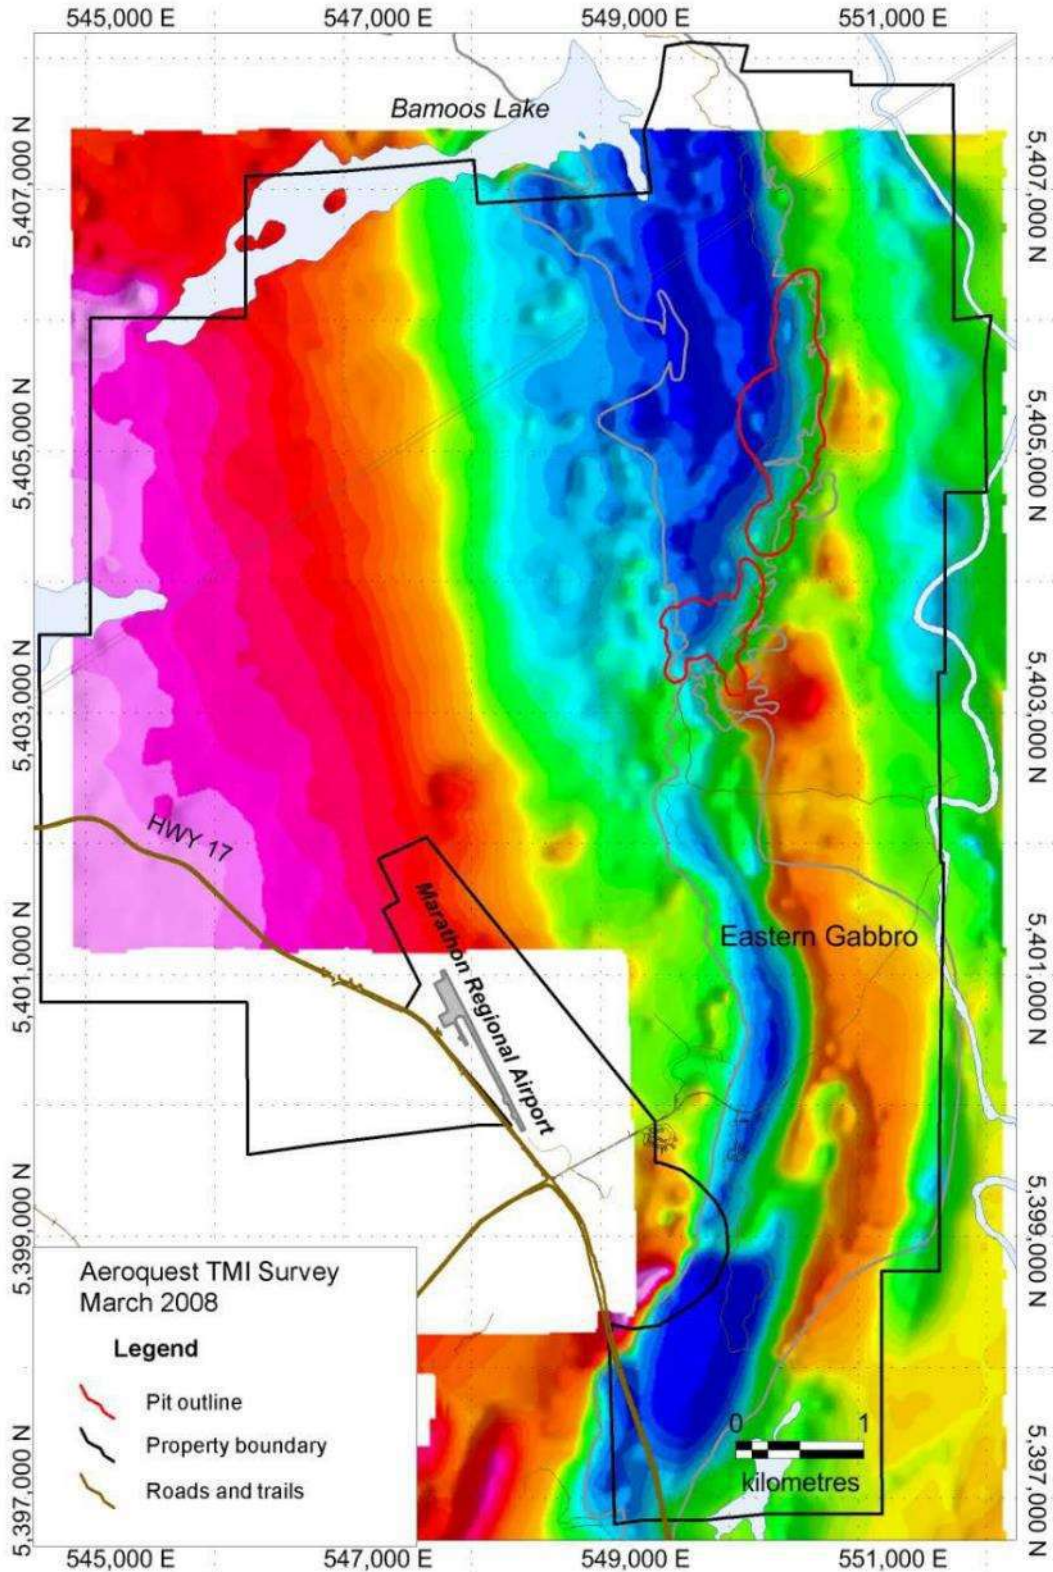 545,000 E
547,000 E
549,000 E
551,000 E
Bamoos Lake
5,407,000 N
5,407,000 N
5,405,000 N
5,405,000 N
5,403,000 N
5,403,000 N
HWY 17
Marathon Regional Airport
Eastern Gabbro
5,401,000 N
5,401,000 N
5,399,000 N
5,399,000 N
Aeroquest TMI Survey
March 2008
Legend
Pit outline
Property boundary
Roads and trails
0 1
kilometres
5,397,000 N
5,397,000 N
545,000 E
547,000 E
549,000 E
551,000 E